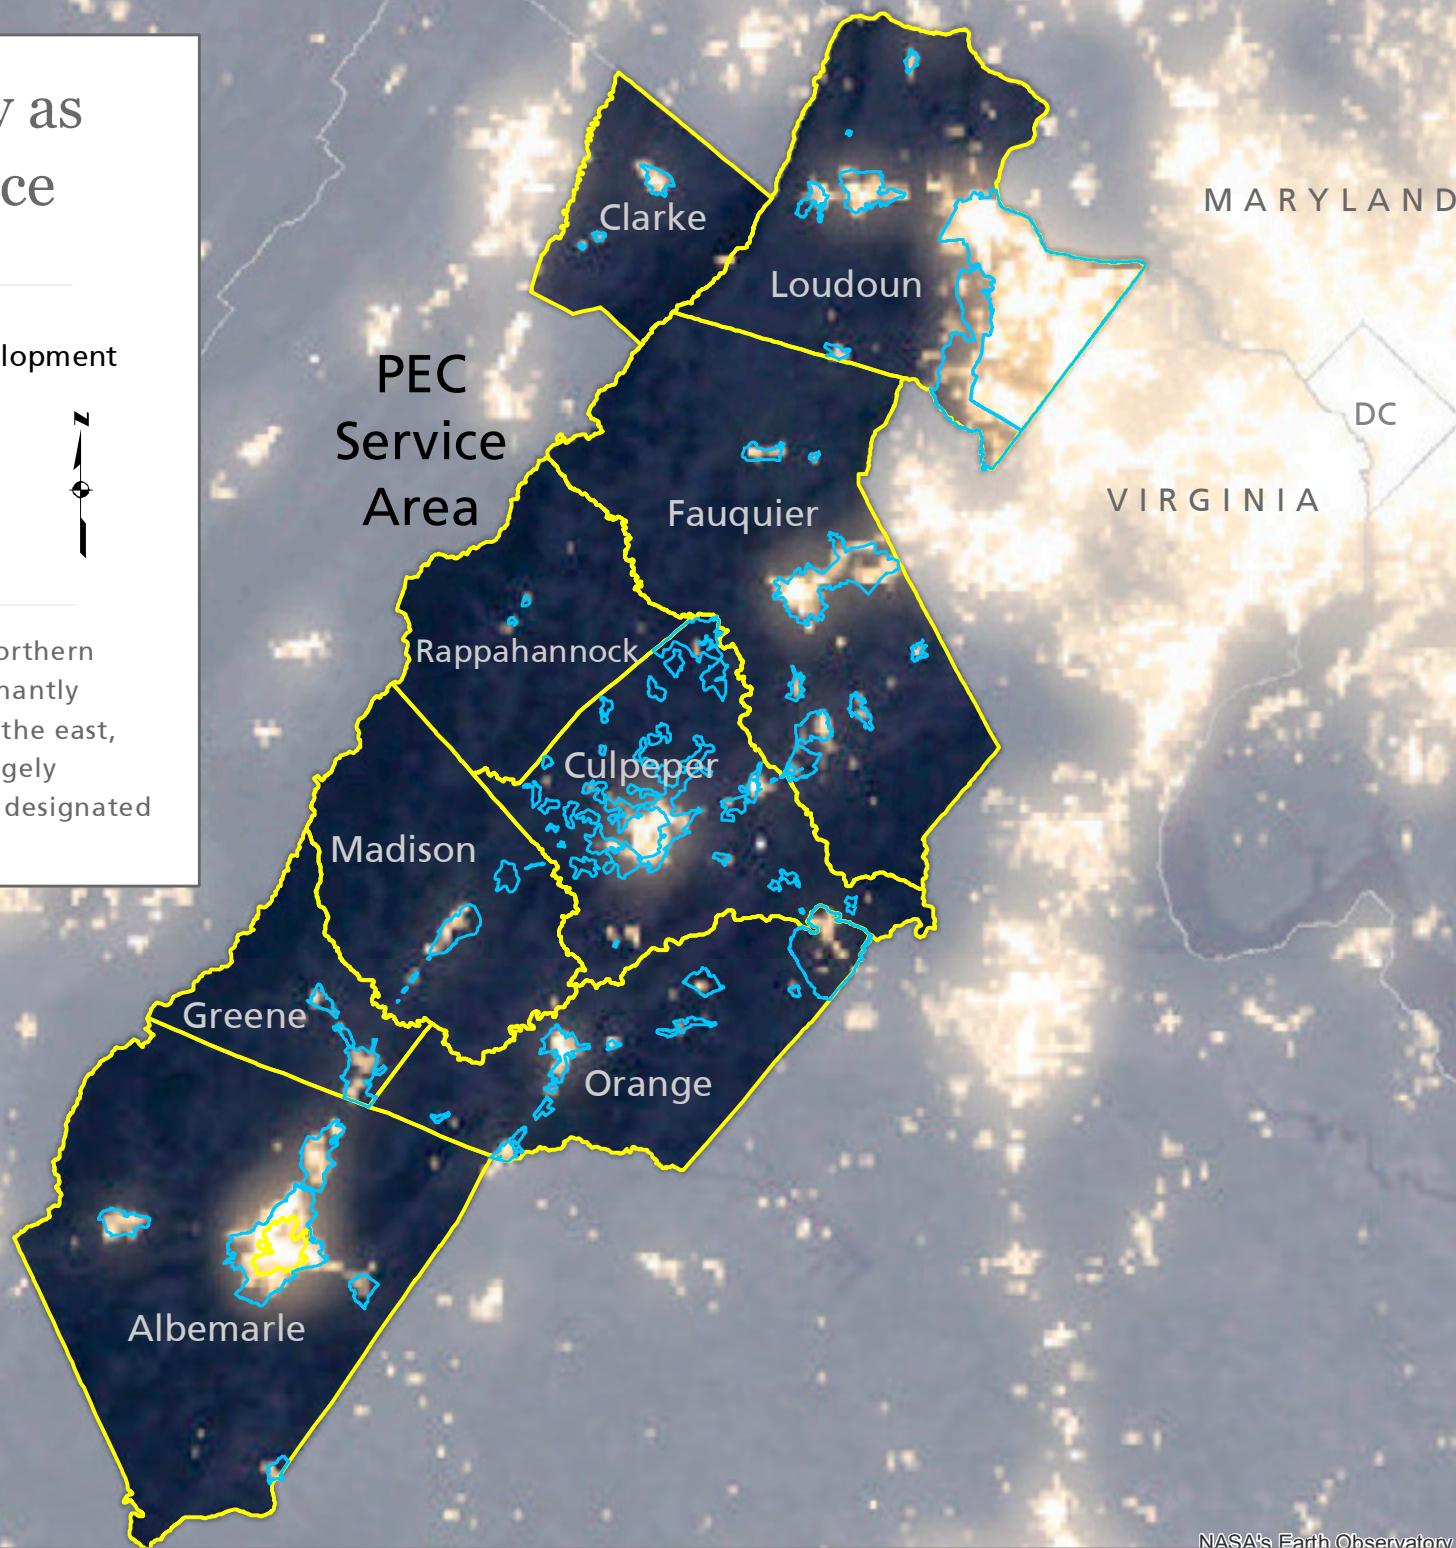 y as
ce
lopment
N
orthern
nantly
the east,
gely
designated
PEC
Service
Area
Clarke
Loudoun
MARYLAND
DC
VIRGINIA
Fauquier
Rappahannock
Culpeper
Madison
Greene
Orange
Albemarle
NASA's Earth Observatory